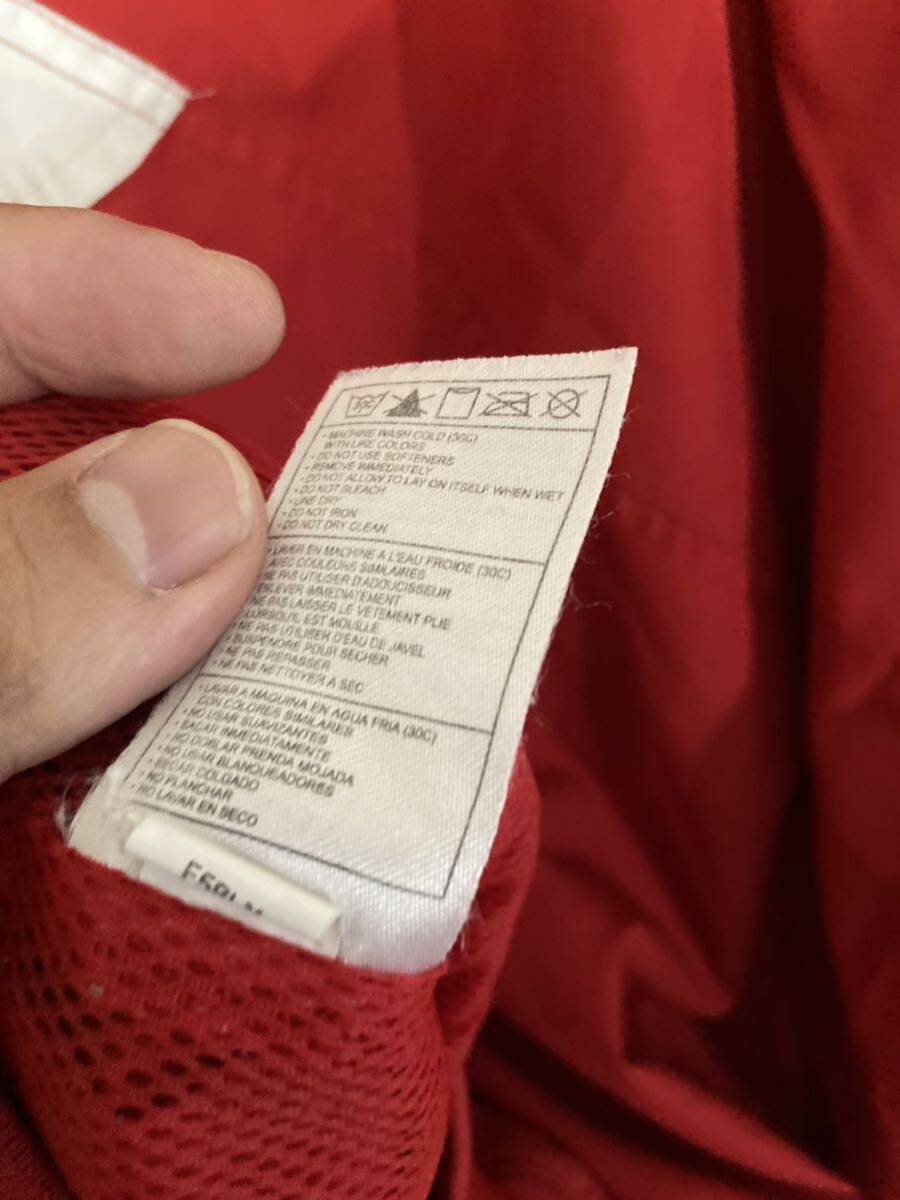 30C
• MACHINE WASH COLD (30C)
WITH LIKE COLORS
• DO NOT USE SOFTENERS
• REMOVE IMMEDIATELY
• DO NOT ALLOW TO LAY ON ITSELF WHEN WET
• DO NOT BLEACH
• LINE DRY
• DO NOT IRON
• DO NOT DRY CLEAN
• LAVER EN MACHINE A L'EAU FROIDE (30C)
AVEC COULEURS SIMILAIRES
NE PAS UTILISER D'ADOUCISSEUR
ENLEVER IMMEDIATEMENT
NE PAS LAISSER LE VETEMENT PLIE
LORSQU'IL EST MOUILLE
• NE PAS UTILISER D'EAU DE JAVEL
• SUSPENDRE POUR SECHER
• NE PAS REPASSER
• NE PAS NETTOYER A SEC
• LAVAR A MAQUINA EN AGUA FRIA (30C)
CON COLORES SIMILARES
• NO USAR SUAVIZANTES
• SACAR IMMEDIATAMENTE
• NO DOBLAR PRENDA MOJADA
• NO USAR BLANQUEADORES
• SECAR COLGADO
• NO PLANCHAR
• NO LAVAR EN SECO